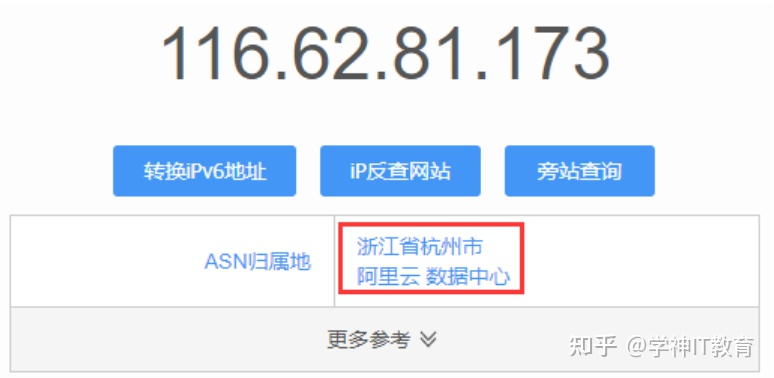 116.62.81.173
转换iPv6地址 iP反查网站 旁站查询
ASN归属地
浙江省杭州市
阿里云 数据中心
更多参考
知乎 @学神IT教育